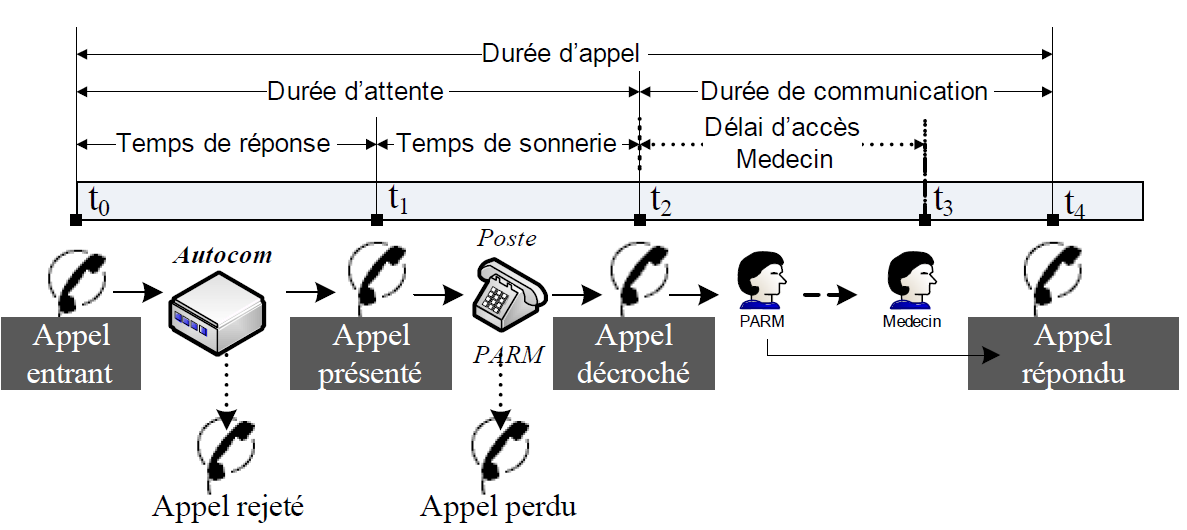 Durée d'appel
Durée d'attente
Durée de communication
Temps de réponse
Temps de sonnerie
Délai d'accès
Medecin
t0
t1
t2
t3
t4
Autocom
Poste
PARM
PARM
Medecin
Appel
entrant
Appel
présenté
Appel
décroché
Appel
répondu
Appel rejeté
Appel perdu